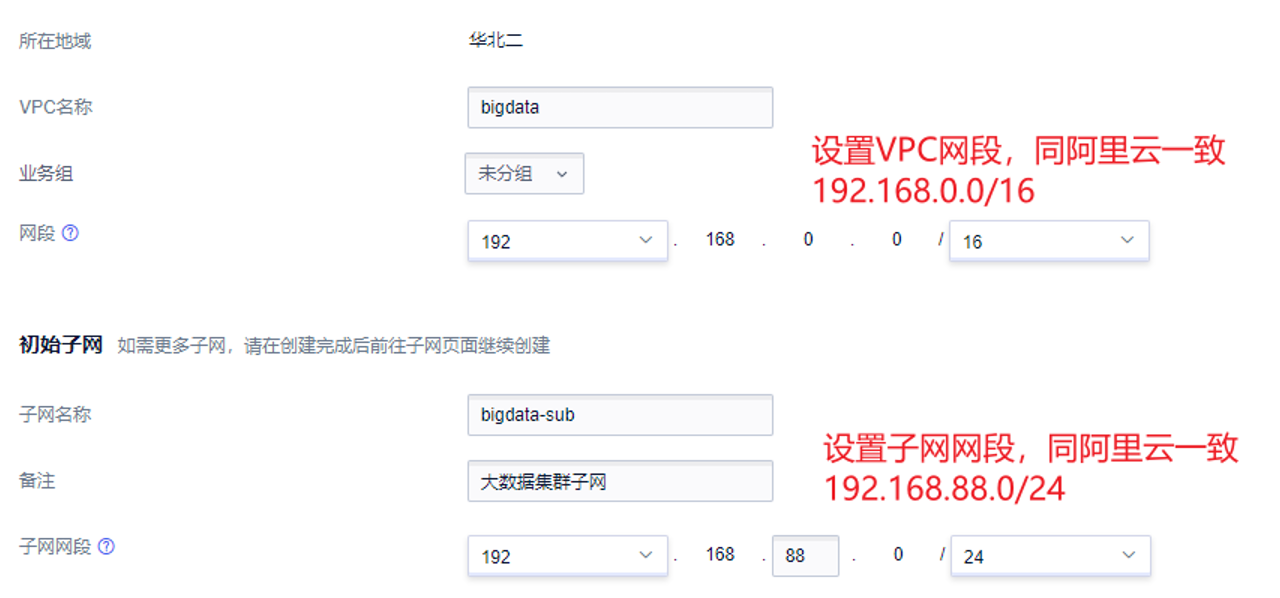 所在地域 华北二
VPC名称 bigdata
设置VPC网段，同阿里云一致
业务组 未分组
192.168.0.0/16
网段 192 . 168 . 0 . 0 / 16
初始子网 如需更多子网，请在创建完成后前往子网页面继续创建
子网名称 bigdata-sub
设置子网网段，同阿里云一致
备注 大数据集群子网
192.168.88.0/24
子网网段 192 . 168 . 88 . 0 / 24